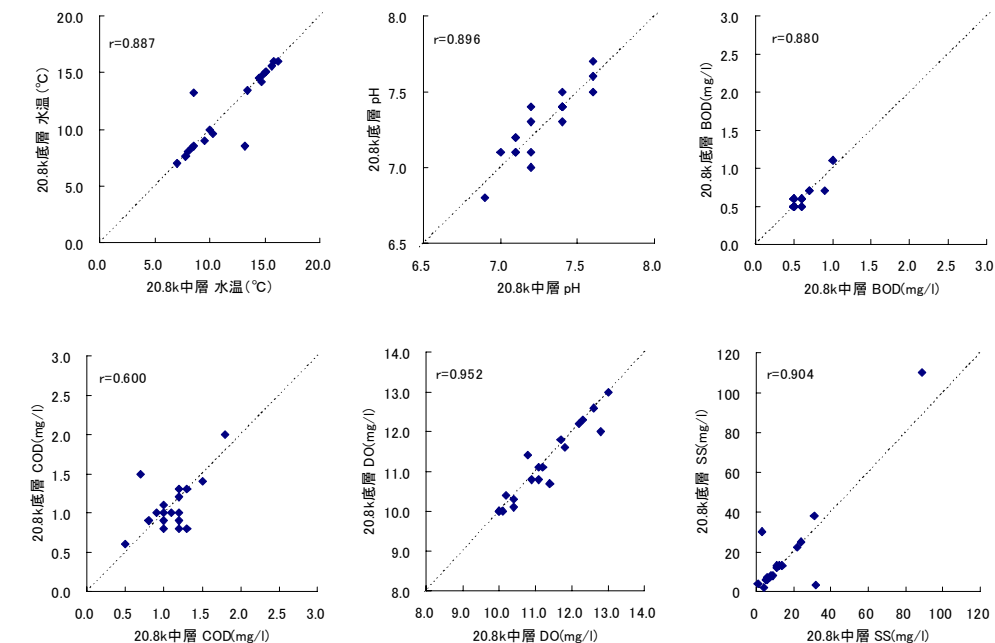 r=0.887
20.0
15.0
10.0
5.0
0.0
20.8k底層 水温(℃)
0.0 5.0 10.0 15.0 20.0
20.8k中層 水温(℃)
r=0.896
8.0
7.5
7.0
6.5
20.8k底層 pH
6.5 7.0 7.5 8.0
20.8k中層 pH
r=0.880
3.0
2.5
2.0
1.5
1.0
0.5
0.0
20.8k底層 BOD(mg/l)
0.0 0.5 1.0 1.5 2.0 2.5 3.0
20.8k中層 BOD(mg/l)
r=0.600
3.0
2.5
2.0
1.5
1.0
0.5
0.0
20.8k底層 COD(mg/l)
0.0 0.5 1.0 1.5 2.0 2.5 3.0
20.8k中層 COD(mg/l)
r=0.952
14.0
13.0
12.0
11.0
10.0
9.0
8.0
20.8k底層 DO(mg/l)
8.0 9.0 10.0 11.0 12.0 13.0 14.0
20.8k中層 DO(mg/l)
r=0.904
120
100
80
60
40
20
0
20.8k底層 SS(mg/l)
0 20 40 60 80 100 120
20.8k中層 SS(mg/l)